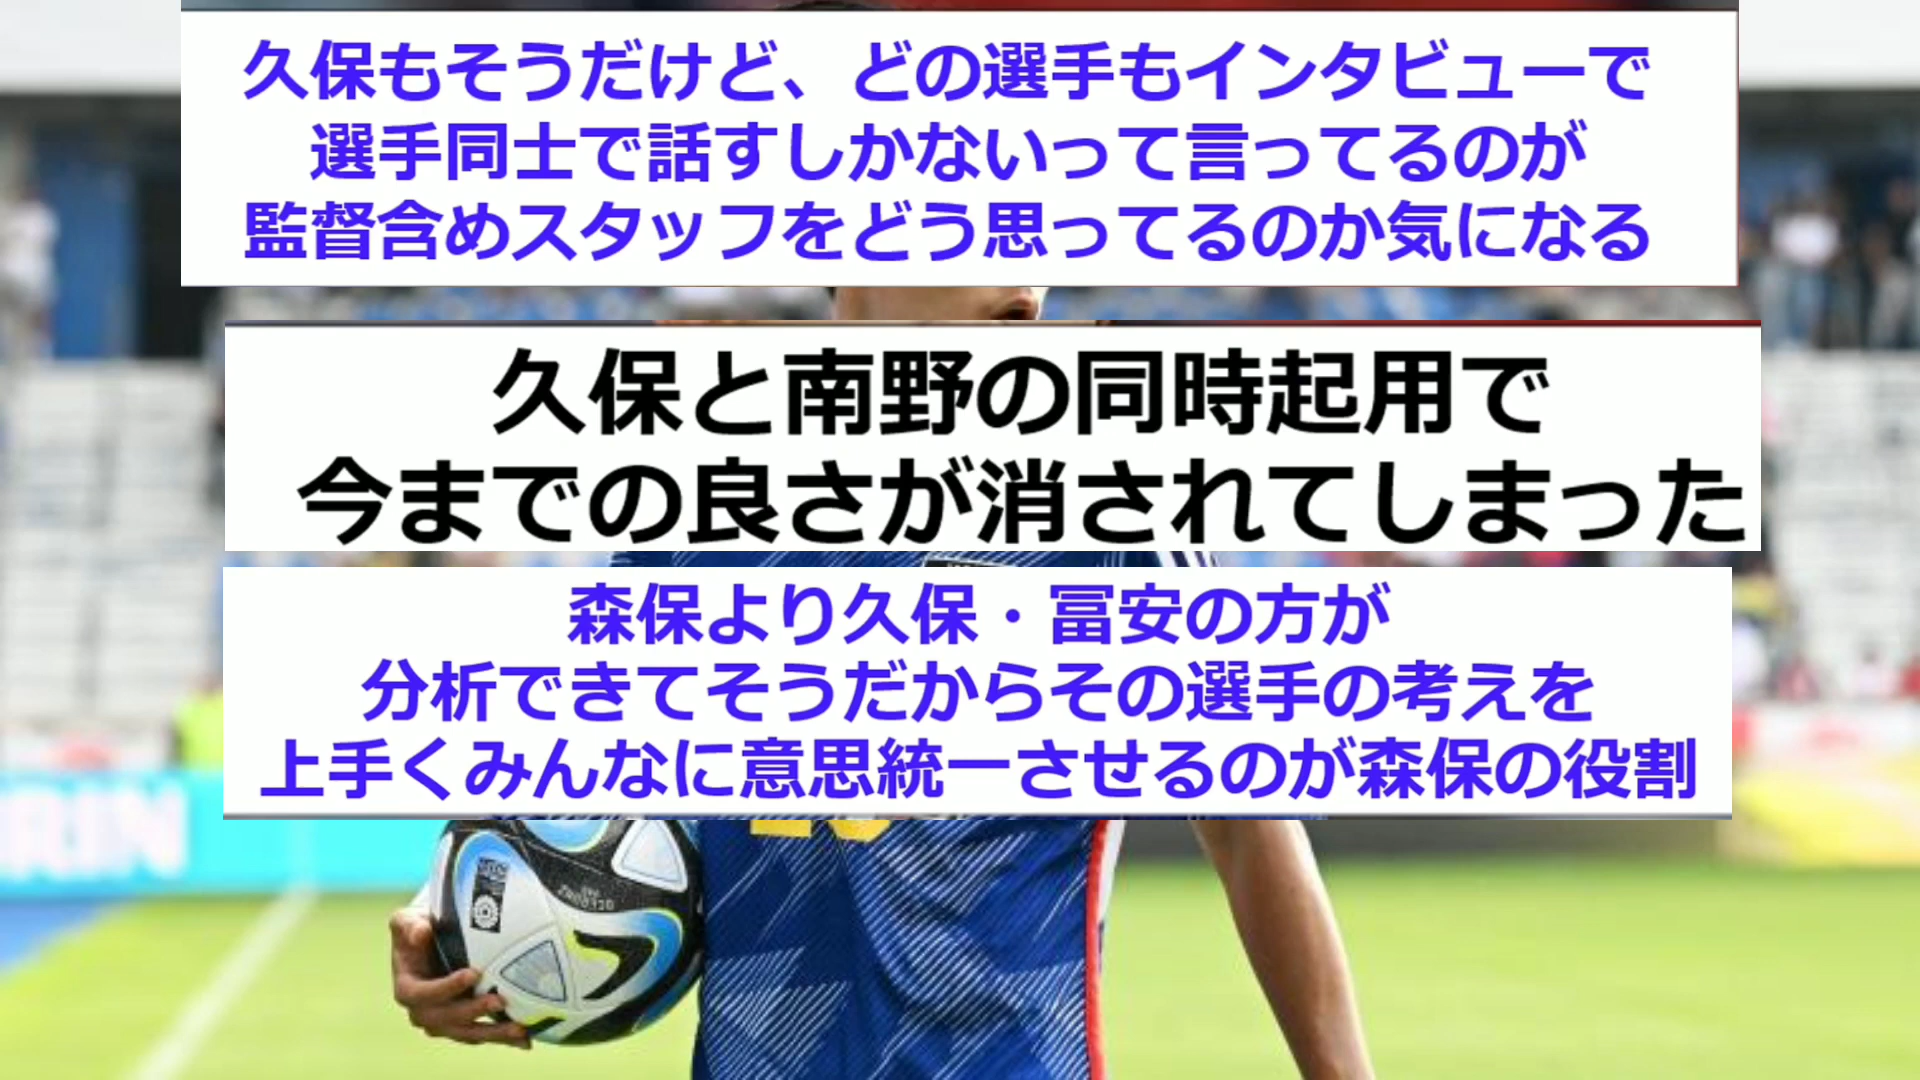 久保もそうだけど、どの選手もインタビューで
選手同士で話すしかないって言ってるのが
監督含めスタッフをどう思ってるのか気になる
久保と南野の同時起用で
今までの良さが消されてしまった
森保より久保・冨安の方が
分析できてそうだからその選手の考えを
上手くみんなに意思統一させるのが森保の役割